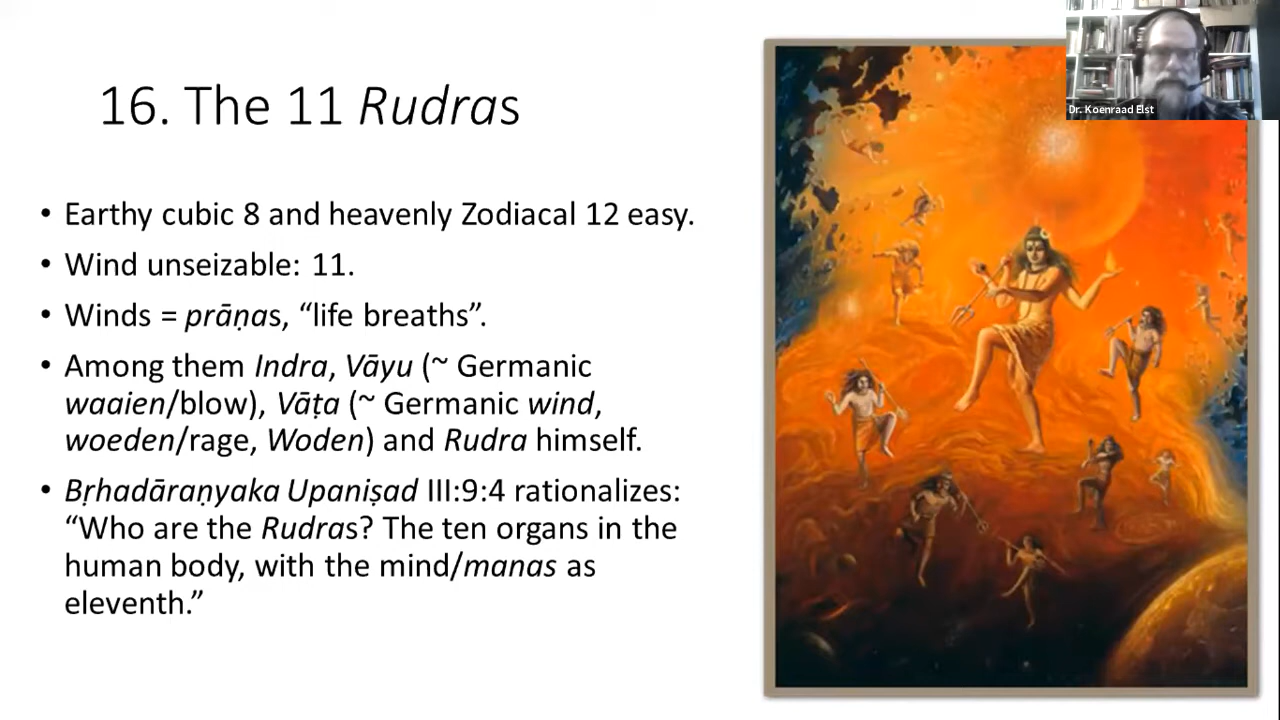 16. The 11 Rudras
• Earthy cubic 8 and heavenly Zodiacal 12 easy.
• Wind unseizable: 11.
• Winds = prāṇas, “life breaths”.
• Among them Indra, Vāyu (~ Germanic
waaien/blow), Vāṭa (~ Germanic wind,
woeden/rage, Woden) and Rudra himself.
• Bṛhadāraṇyaka Upaniṣad III:9:4 rationalizes:
“Who are the Rudras? The ten organs in the
human body, with the mind/manas as
eleventh.”
Dr. Koenraad Elst